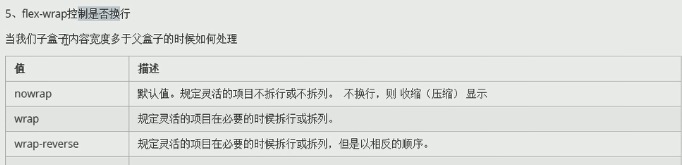 5、flex-wrap控制是否换行
当我们子盒子内容宽度多于父盒子的时候如何处理
值 描述
nowrap 默认值。规定灵活的项目不拆行或不拆列。 不换行，则 收缩（压缩） 显示
wrap 规定灵活的项目在必要的时候拆行或拆列。
wrap-reverse 规定灵活的项目在必要的时候拆行或拆列，但是以相反的顺序。